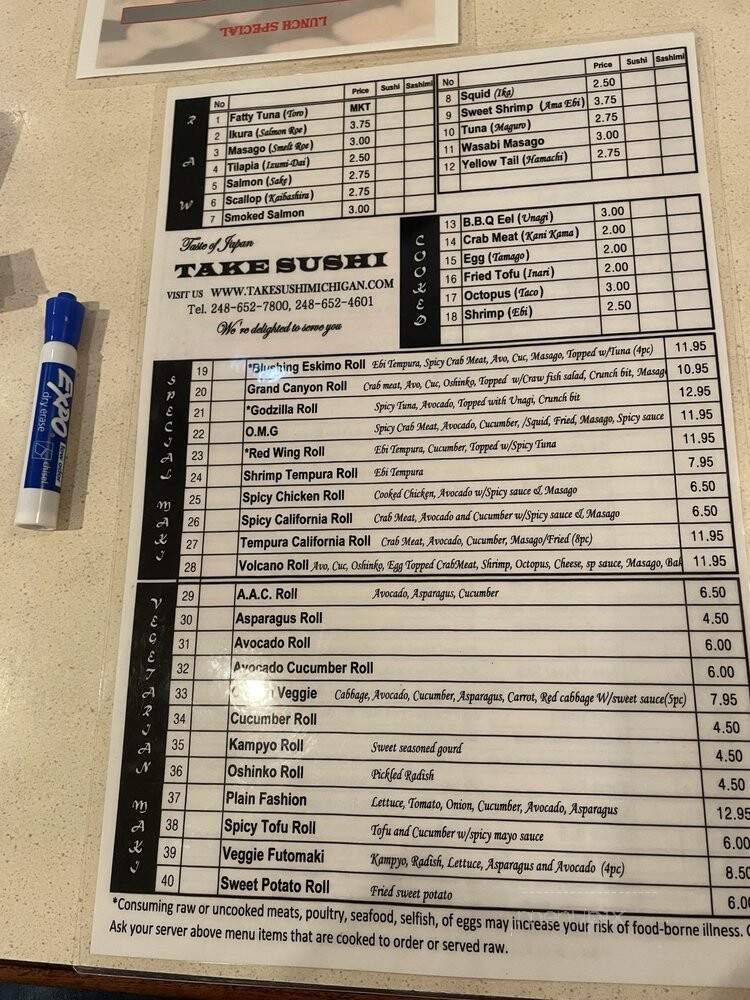 LUNCH SPECIAL
No Price Sushi Sashimi
RAW
1 Fatty Tuna (Toro) MKT
2 Ikura (Salmon Roe) 3.75
3 Masago (Smelt Roe) 3.00
4 Tilapia (Izumi-Dai) 2.50
5 Salmon (Sake) 2.75
6 Scallop (Kaibashira) 2.75
7 Smoked Salmon 3.00
No Price Sushi Sashimi
8 Squid (Ika) 2.50
9 Sweet Shrimp (Ama Ebi) 3.75
10 Tuna (Maguro) 2.75
11 Wasabi Masago 3.00
12 Yellow Tail (Hamachi) 2.75
Taste of Japan
TAKE SUSHI
VISIT US WWW.TAKESUSHIMICHIGAN.COM
Tel. 248-652-7800, 248-652-4601
We're delighted to serve you
COOKED
13 B.B.Q Eel (Unagi) 3.00
14 Crab Meat (Kani Kama) 2.00
15 Egg (Tamago) 2.00
16 Fried Tofu (Inari) 2.00
17 Octopus (Taco) 3.00
18 Shrimp (Ebi) 2.50
SPECIAL MAKI
19 *Blushing Eskimo Roll Ebi Tempura, Spicy Crab Meat, Avo, Cuc, Masago, Topped w/Tuna (4pc) 11.95
20 Grand Canyon Roll Crab meat, Avo, Cuc, Oshinko, Topped w/Craw fish salad, Crunch bit, Masag 10.95
21 *Godzilla Roll Spicy Tuna, Avocado, Topped with Unagi, Crunch bit 12.95
22 O.M.G Spicy Crab Meat, Avocado, Cucumber, /Squid, Fried, Masago, Spicy sauce 11.95
23 *Red Wing Roll Ebi Tempura, Cucumber, Topped w/Spicy Tuna 11.95
24 Shrimp Tempura Roll Ebi Tempura 7.95
25 Spicy Chicken Roll Cooked Chicken, Avocado w/Spicy sauce & Masago 6.50
26 Spicy California Roll Crab Meat, Avocado and Cucumber w/Spicy sauce & Masago 6.50
27 Tempura California Roll Crab Meat, Avocado, Cucumber, Masago/Fried (8pc) 11.95
28 Volcano Roll Avo, Cuc, Oshinko, Egg Topped CrabMeat, Shrimp, Octopus, Cheese, sp sauce, Masago, Bak 11.95
VEGETARIAN MAKI
29 A.A.C. Roll Avocado, Asparagus, Cucumber 6.50
30 Asparagus Roll 4.50
31 Avocado Roll 6.00
32 Avocado Cucumber Roll 6.00
33 Veggie Cabbage, Avocado, Cucumber, Asparagus, Carrot, Red cabbage W/sweet sauce(5pc) 7.95
34 Cucumber Roll 4.50
35 Kampyo Roll Sweet seasoned gourd 4.50
36 Oshinko Roll Pickled Radish 4.50
37 Plain Fashion Lettuce, Tomato, Onion, Cucumber, Avocado, Asparagus 12.95
38 Spicy Tofu Roll Tofu and Cucumber w/spicy mayo sauce 6.00
39 Veggie Futomaki Kampyo, Radish, Lettuce, Asparagus and Avocado (4pc) 8.50
40 Sweet Potato Roll Fried sweet potato 6.0
*Consuming raw or uncooked meats, poultry, seafood, selfish, of eggs may increase your risk of food-borne illness.
Ask your server above menu items that are cooked to order or served raw.
EXPO
dry erase
chisel